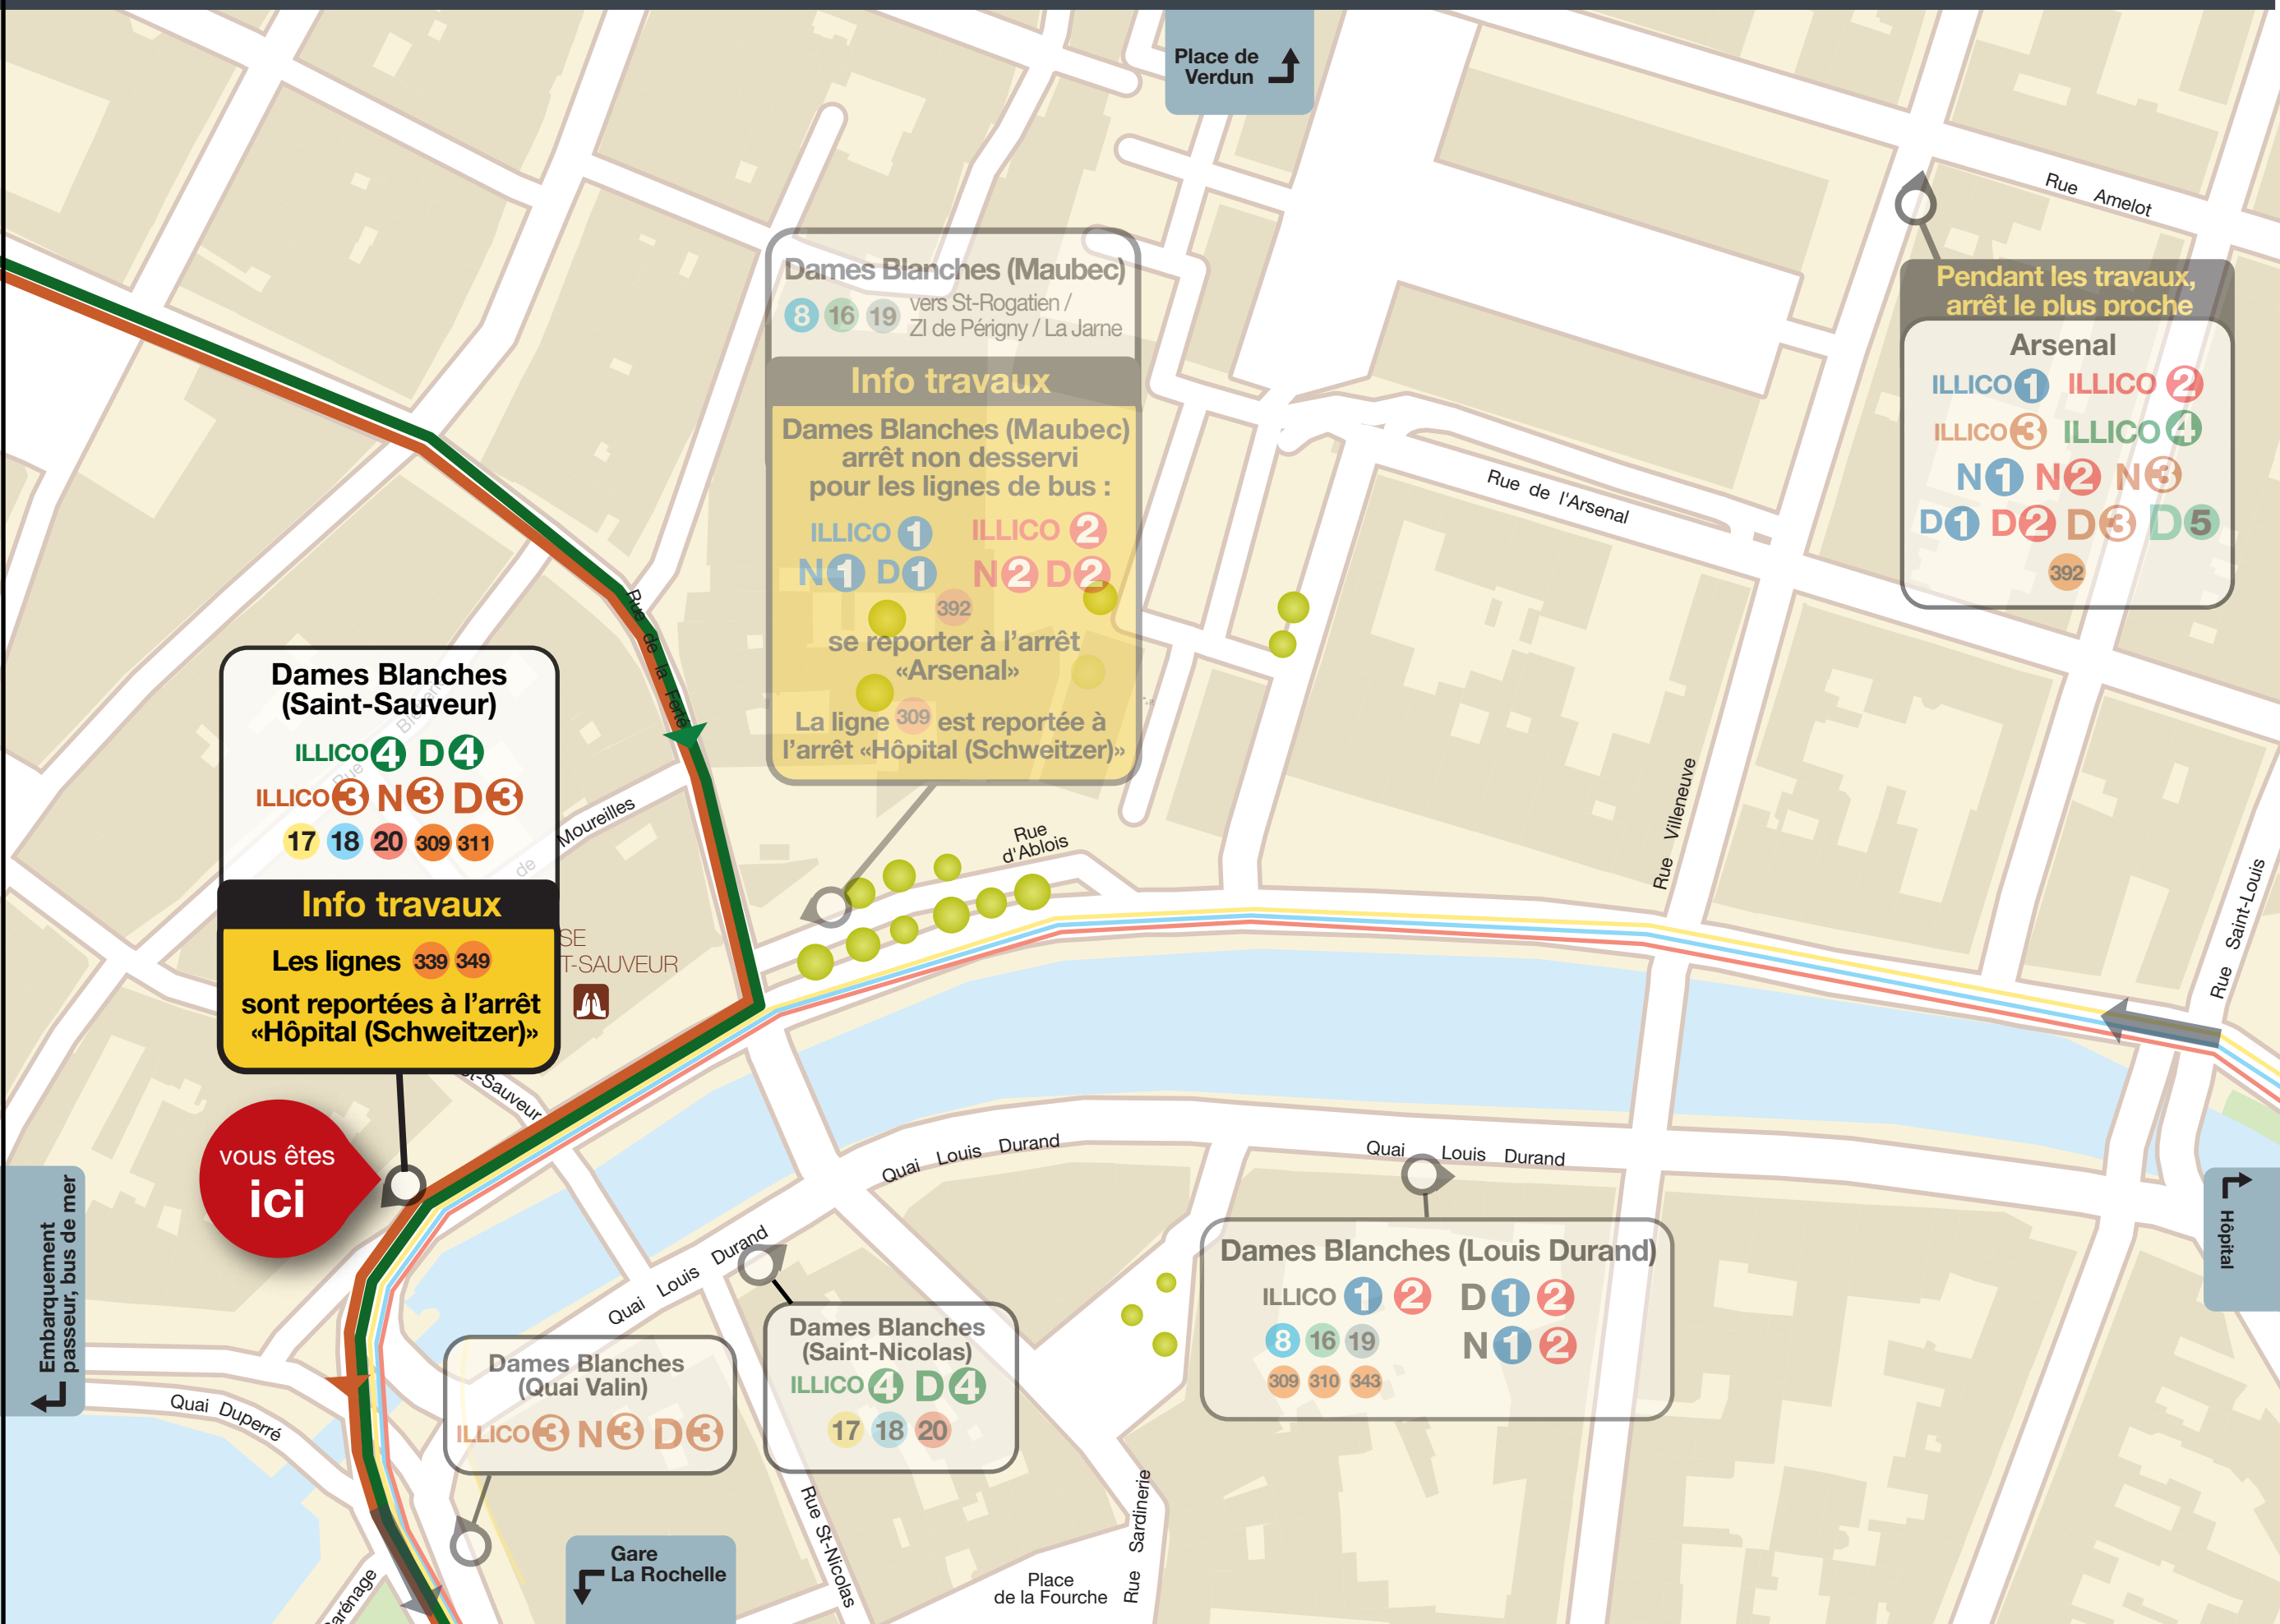 Place de
Verdun
Rue Amelot
Dames Blanches (Maubec)
8 16 19 vers St-Rogatien /
ZI de Périgny / La Jarne
Info travaux
Dames Blanches (Maubec)
arrêt non desservi
pour les lignes de bus :
ILLICO 1 ILLICO 2
N1 D1 N2 D2
392
se reporter à l'arrêt
«Arsenal»
La ligne 309 est reportée à
l'arrêt «Hôpital (Schweitzer)»
Pendant les travaux,
arrêt le plus proche
Arsenal
ILLICO 1 ILLICO 2
ILLICO 3 ILLICO 4
N1 N2 N3
D1 D2 D3 D5
392
Rue de l'Arsenal
Rue de la Ferté
Dames Blanches
(Saint-Sauveur)
ILLICO 4 D4
ILLICO 3 N3 D3
17 18 20 309 311
Info travaux
Les lignes 339 349
sont reportées à l'arrêt
«Hôpital (Schweitzer)»
Rue
de Moureilles
SE
T-SAUVEUR
St-Sauveur
Rue
d'Ablois
Rue Villeneuve
Rue Saint-Louis
vous êtes
ici
Embarquement
passeur, bus de mer
Quai Duperré
Quai Louis Durand
Quai Louis Durand
Quai Louis Durand
Hôpital
Dames Blanches (Louis Durand)
ILLICO 1 2 D 1 2
8 16 19 N 1 2
309 310 343
Dames Blanches
(Saint-Nicolas)
ILLICO 4 D4
17 18 20
Dames Blanches
(Quai Valin)
ILLICO 3 N3 D3
Gare
La Rochelle
Rue St-Nicolas
Place
de la Fourche
Rue Sardinerie
arénage